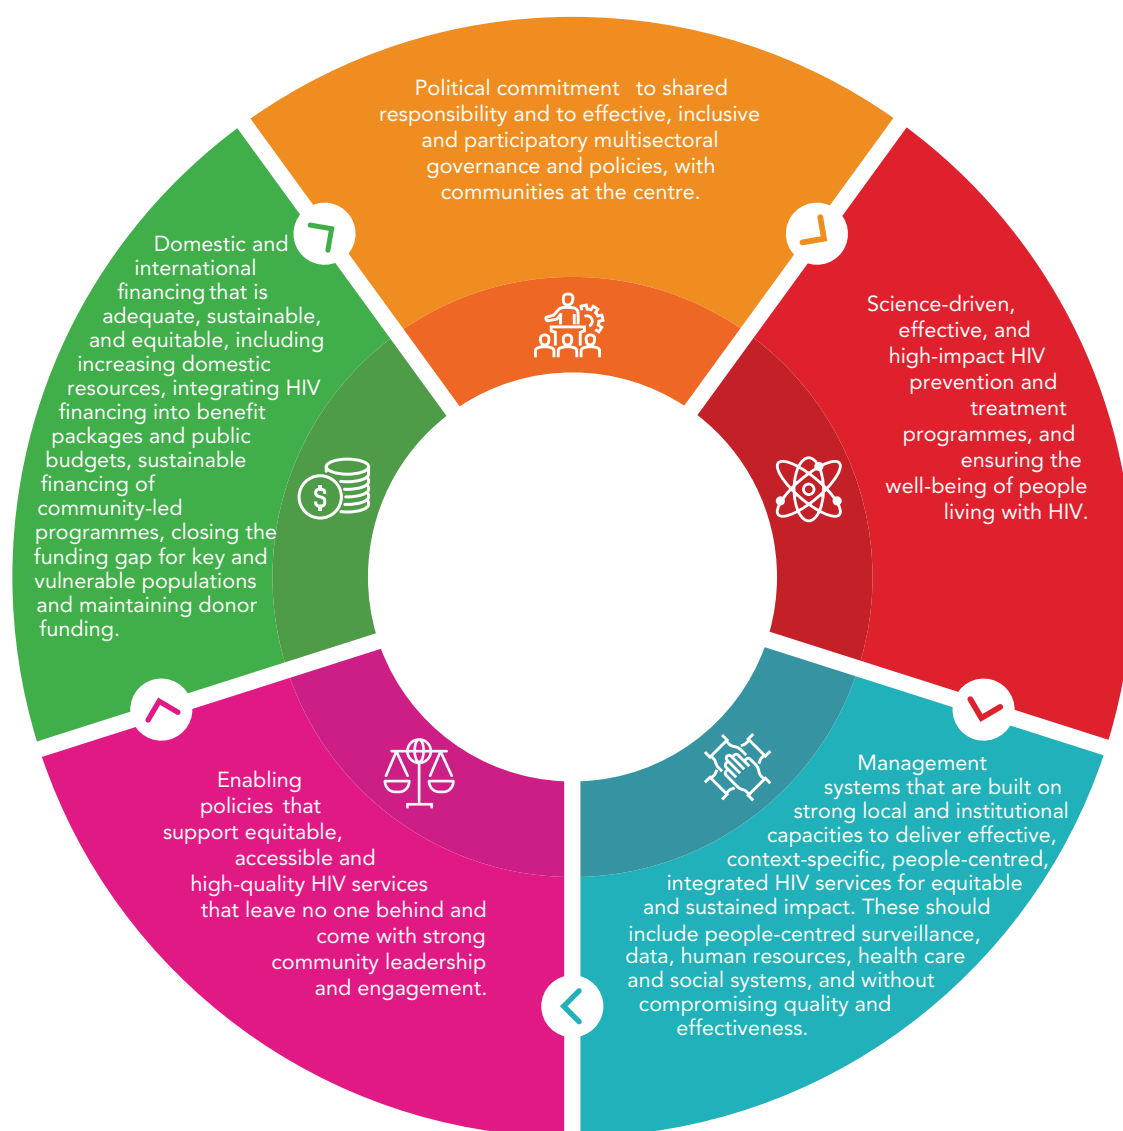 Political commitment to shared
responsibility and to effective, inclusive
and participatory multisectoral
governance and policies, with
communities at the centre.
Science-driven,
effective, and
high-impact HIV
prevention and
treatment
programmes, and
ensuring the
well-being of people
living with HIV.
Management
systems that are built on
strong local and institutional
capacities to deliver effective,
context-specific, people-centred,
integrated HIV services for equitable
and sustained impact. These should
include people-centred surveillance,
data, human resources, health care
and social systems, and without
compromising quality and
effectiveness.
Enabling
policies that
support equitable,
accessible and
high-quality HIV services
that leave no one behind and
come with strong
community leadership
and engagement.
Domestic and
international
financing that is
adequate, sustainable,
and equitable, including
increasing domestic
resources, integrating HIV
financing into benefit
packages and public
budgets, sustainable
financing of
community-led
programmes, closing the
funding gap for key and
vulnerable populations
and maintaining donor
funding.
$